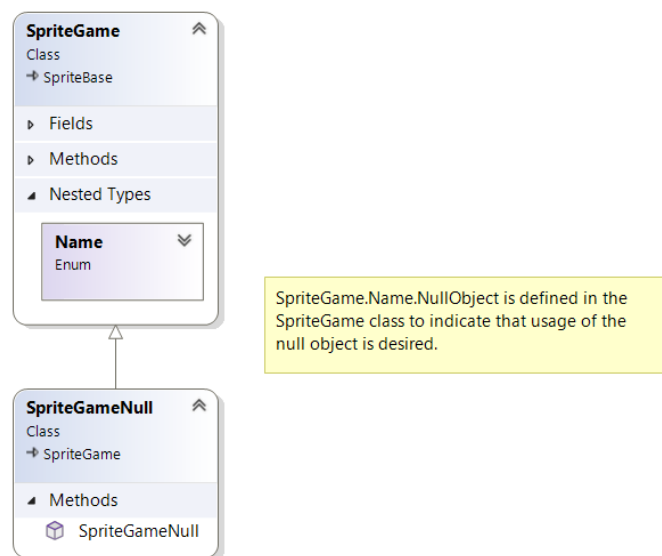 SpriteGame
Class
SpriteBase
Fields
Methods
Nested Types
Name
Enum
SpriteGame.Name.NullObject is defined in the
SpriteGame class to indicate that usage of the
null object is desired.
SpriteGameNull
Class
SpriteGame
Methods
SpriteGameNull